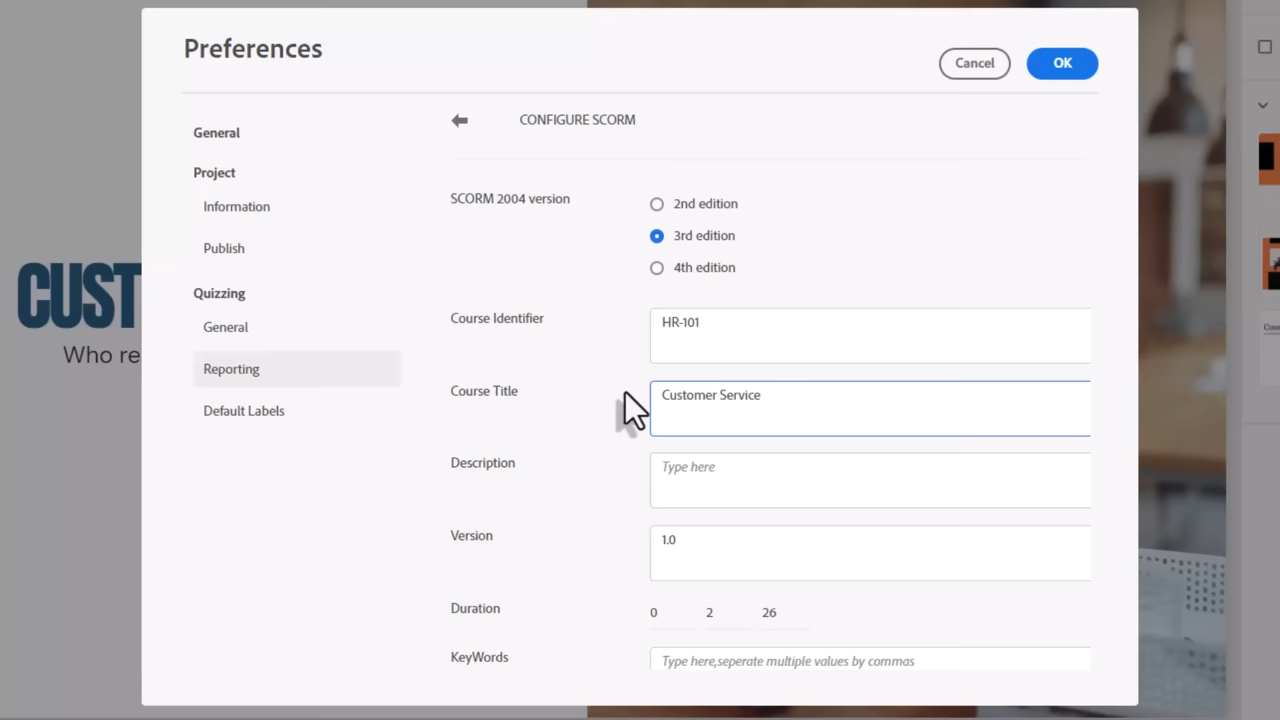 Preferences
Cancel
OK
General
Project
Information
Publish
Quizzing
General
Reporting
Default Labels
CONFIGURE SCORM
SCORM 2004 version
2nd edition
3rd edition
4th edition
Course Identifier
HR-101
Course Title
Customer Service
Description
Type here
Version
1.0
Duration
0 2 26
KeyWords
Type here,seperate multiple values by commas
CUST
Who re